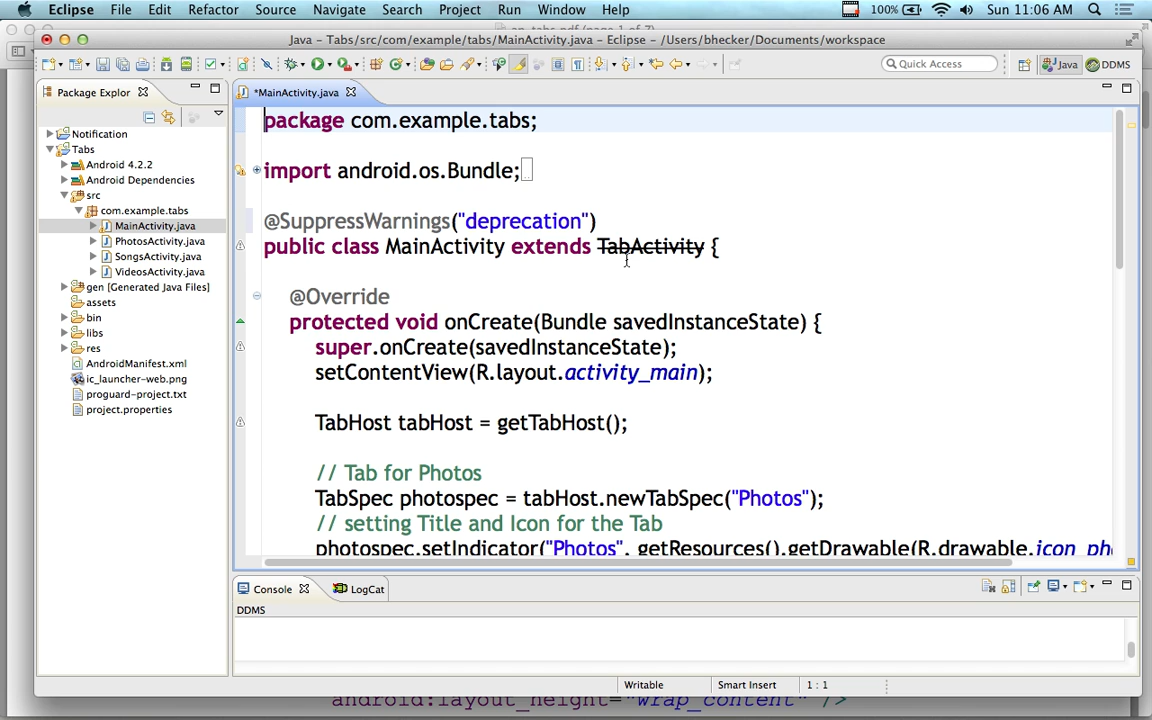 Eclipse File Edit Refactor Source Navigate Search Project Run Window Help 100% Sun 11:06 AM
Java – Tabs/src/com/example/tabs/MainActivity.java – Eclipse – /Users/bhecker/Documents/workspace
Quick Access Java DDMS
Package Explor
*MainActivity.java
Notification
Tabs
Android 4.2.2
Android Dependencies
src
com.example.tabs
MainActivity.java
PhotosActivity.java
SongsActivity.java
VideosActivity.java
gen [Generated Java Files]
assets
bin
libs
res
AndroidManifest.xml
ic_launcher-web.png
proguard-project.txt
project.properties
package com.example.tabs;
import android.os.Bundle;
@SuppressWarnings("deprecation")
public class MainActivity extends TabActivity {
@Override
protected void onCreate(Bundle savedInstanceState) {
super.onCreate(savedInstanceState);
setContentView(R.layout.activity_main);
TabHost tabHost = getTabHost();
// Tab for Photos
TabSpec photospec = tabHost.newTabSpec("Photos");
// setting Title and Icon for the Tab
photospec.setIndicator("Photos", getResources().getDrawable(R.drawable.icon_ph
Console LogCat
DDMS
Writable Smart Insert 1 : 1
android:layout_height="wrap_content" />